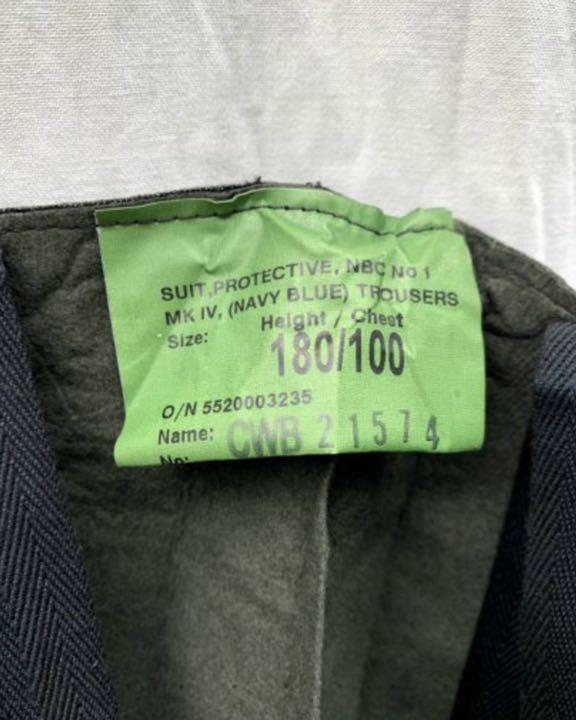 SUIT,PROTECTIVE, NBC No 1
MK IV, (NAVY BLUE) TROUSERS
Height / Chest
Size: 180/100
O/N 5520003235
Name: CWB 21574
No: